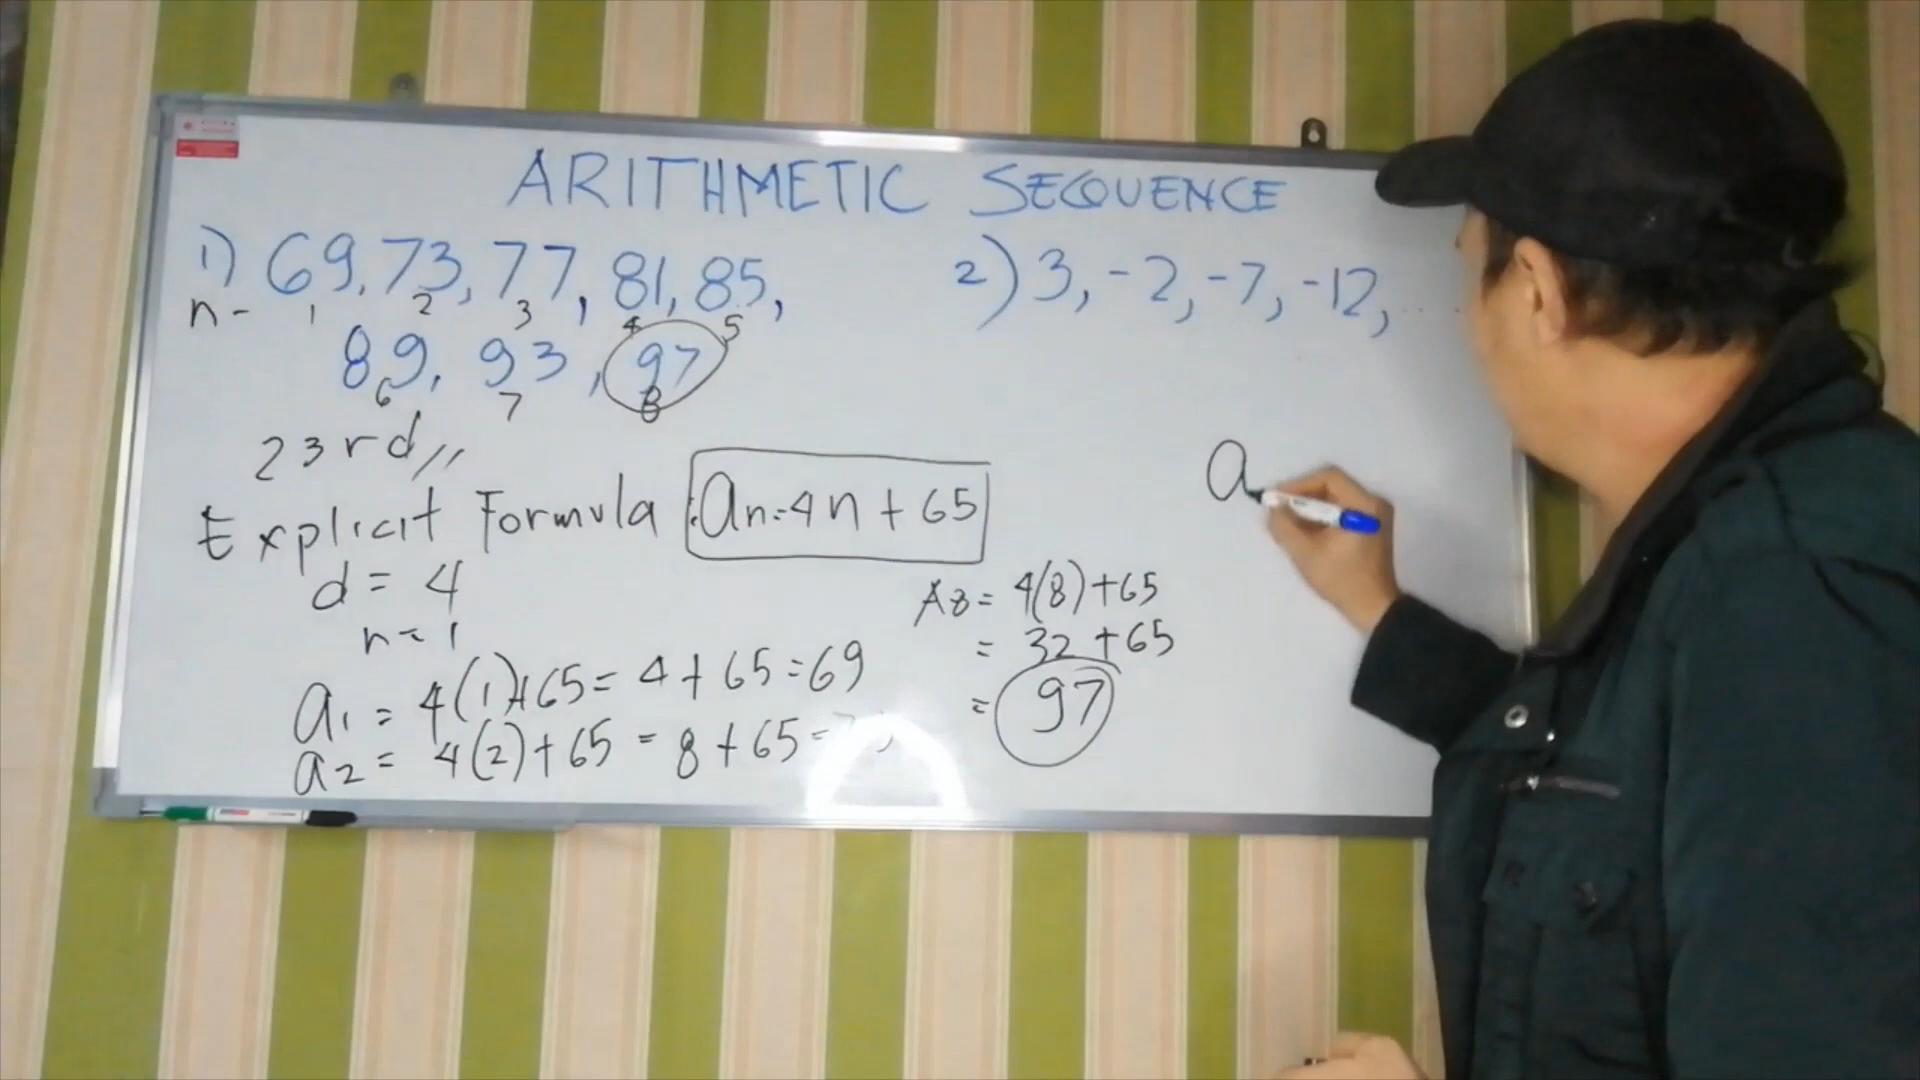 ARITHMETIC SEQUENCE
1) 69, 73, 77, 81, 85,
n - 1 2 3 4 5
89, 93, 97
6 7 8
23rd,,
Explicit Formula : an = 4n + 65
d = 4
n = 1
a1 = 4(1)+65 = 4 + 65 = 69
a2 = 4(2)+65 = 8 + 65 =
A8 = 4(8)+65
= 32 + 65
= 97
2) 3, -2, -7, -12, ....
a